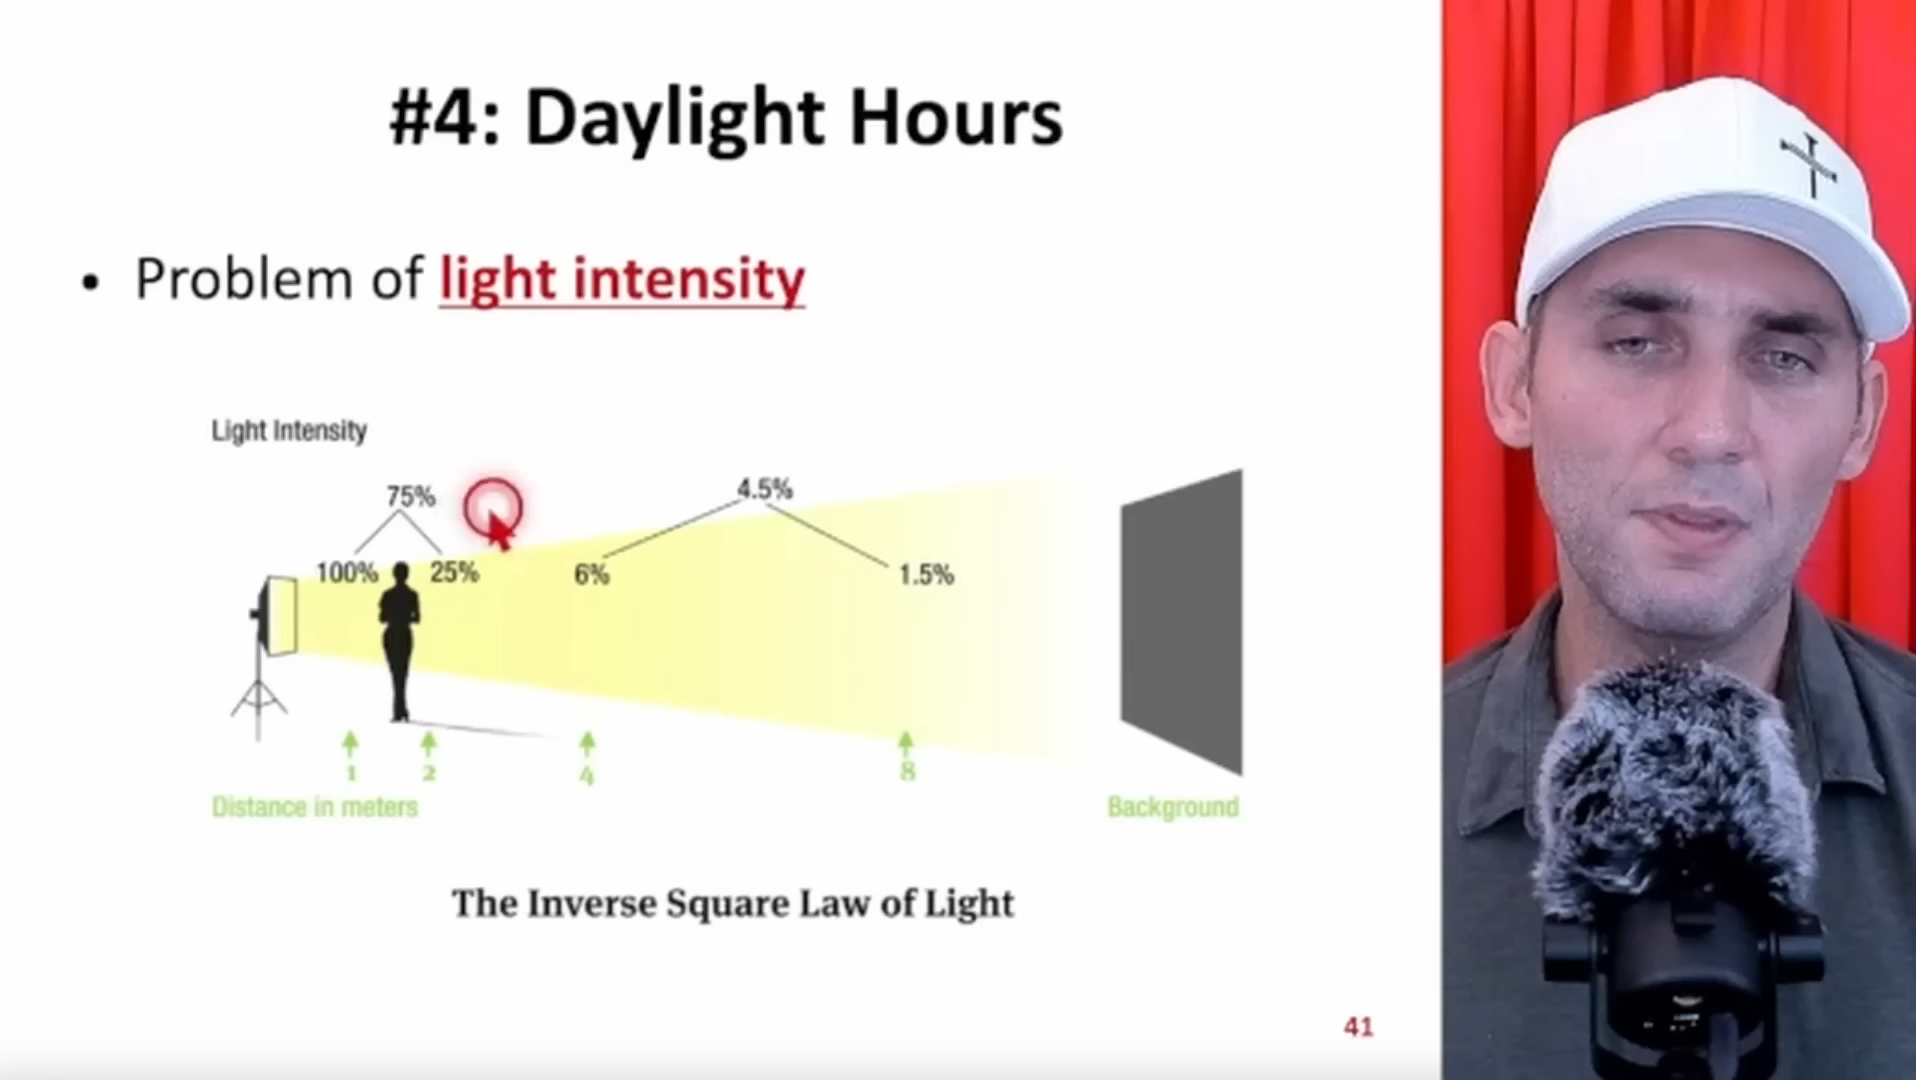 #4: Daylight Hours
• Problem of light intensity
Light Intensity
75%
4.5%
100% 25% 6% 1.5%
1 2 4 8
Distance in meters Background
The Inverse Square Law of Light
41